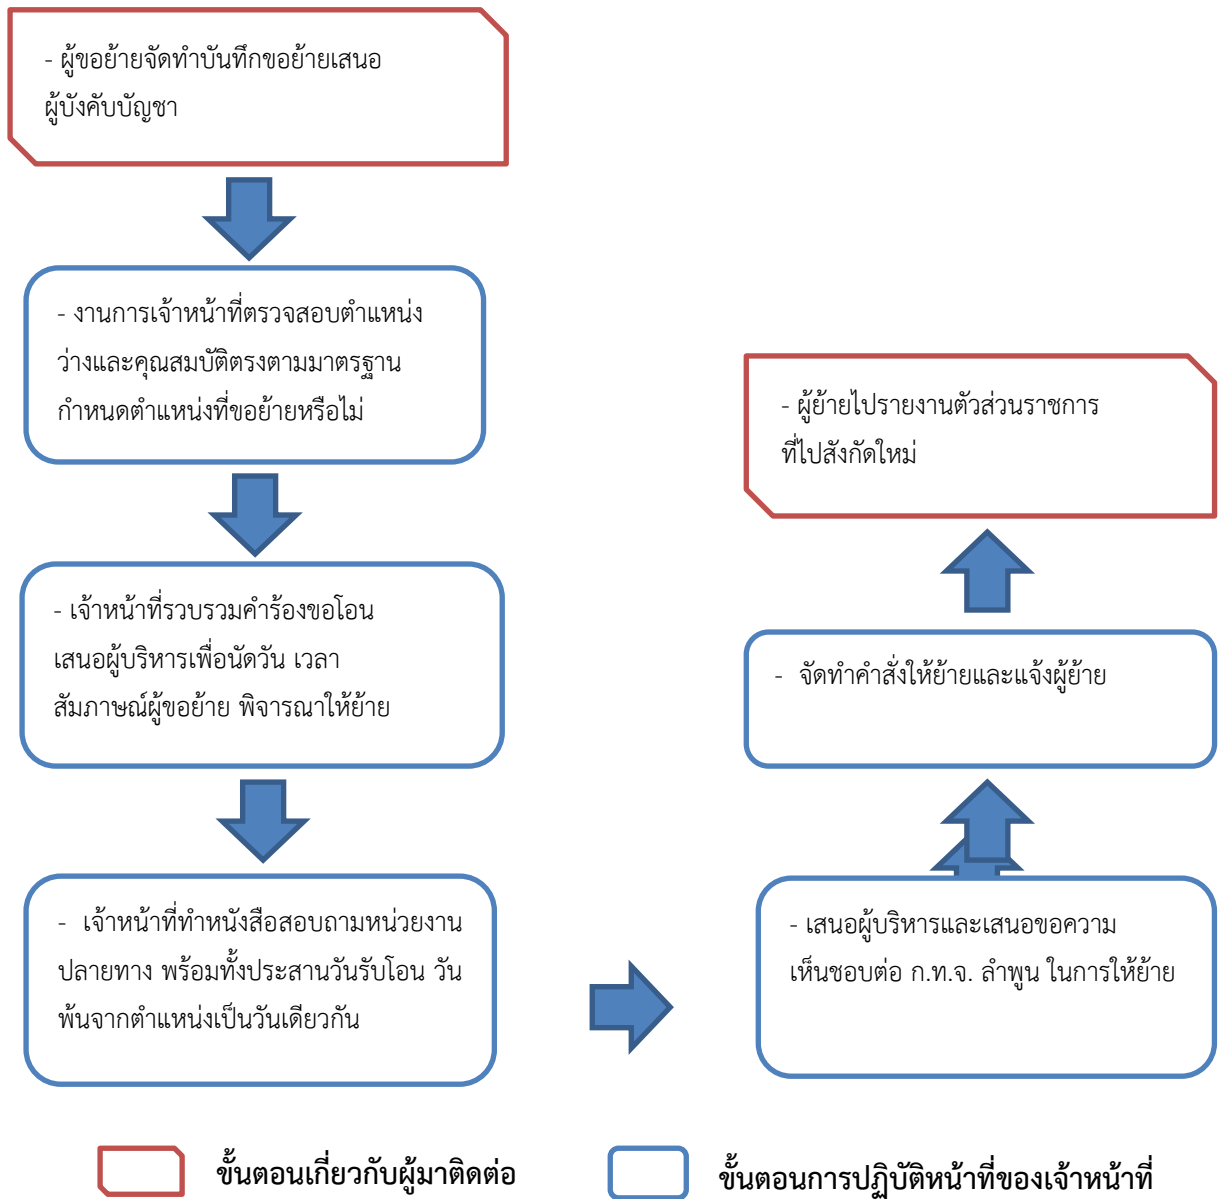 - ผู้ขอย้ายจัดทำบันทึกขอย้ายเสนอ
ผู้บังคับบัญชา
- งานการเจ้าหน้าที่ตรวจสอบตำแหน่ง
ว่างและคุณสมบัติตรงตามมาตรฐาน
กำหนดตำแหน่งที่ขอย้ายหรือไม่
- เจ้าหน้าที่รวบรวมคำร้องขอโอน
เสนอผู้บริหารเพื่อนัดวัน เวลา
สัมภาษณ์ผู้ขอย้าย พิจารณาให้ย้าย
- เจ้าหน้าที่ทำหนังสือสอบถามหน่วยงาน
ปลายทาง พร้อมทั้งประสานวันรับโอน วัน
พ้นจากตำแหน่งเป็นวันเดียวกัน
- เสนอผู้บริหารและเสนอขอความ
เห็นชอบต่อ ก.ท.จ. ลำพูน ในการให้ย้าย
- จัดทำคำสั่งให้ย้ายและแจ้งผู้ย้าย
- ผู้ย้ายไปรายงานตัวส่วนราชการ
ที่ไปสังกัดใหม่
ขั้นตอนเกี่ยวกับผู้มาติดต่อ
ขั้นตอนการปฏิบัติหน้าที่ของเจ้าหน้าที่